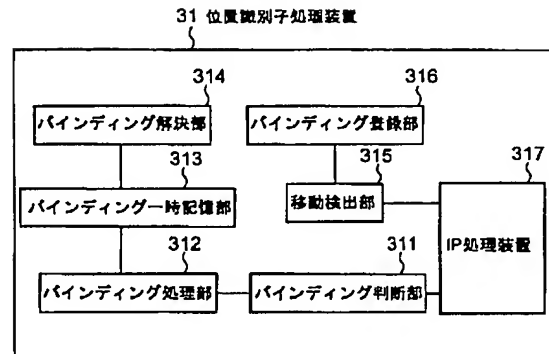 31 位置識別子処理装置
314
316
バインディング解決部
バインディング登録部
313
315
317
バインディング一時記憶部
移動検出部
IP処理装置
312
311
バインディング処理部
バインディング判断部